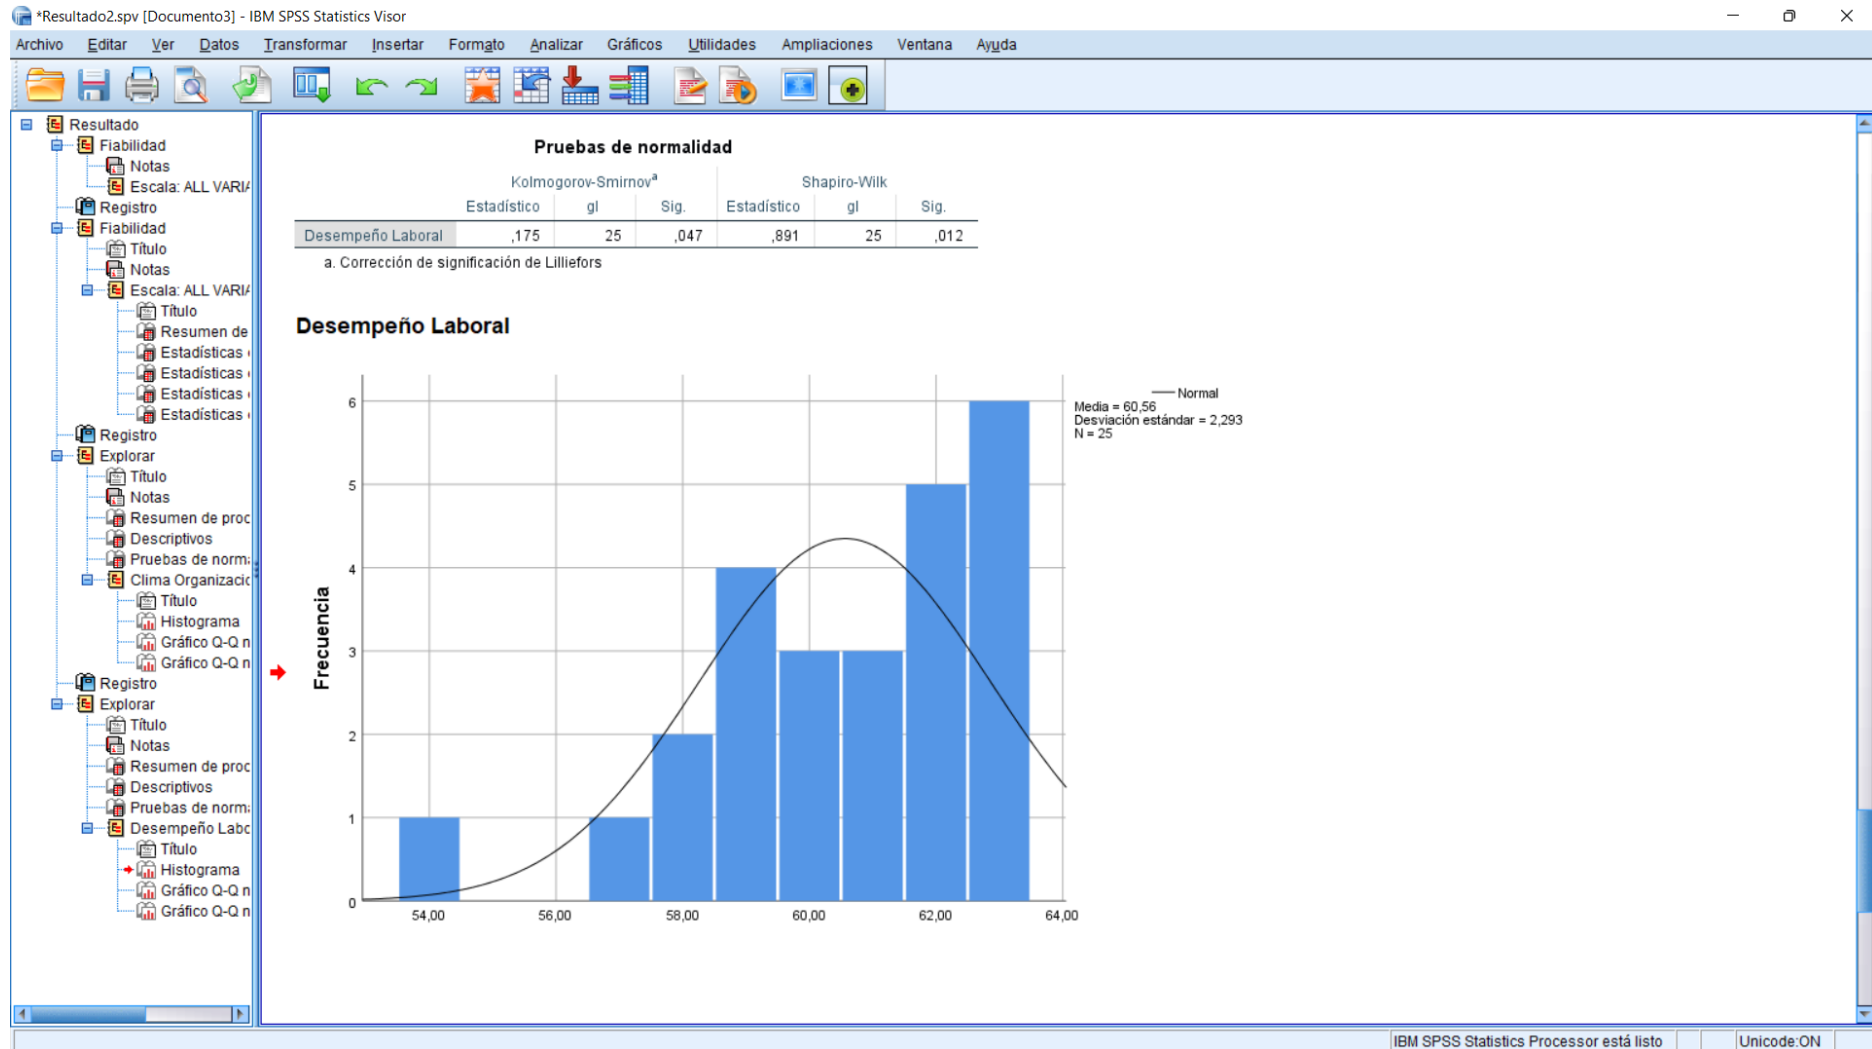 *Resultado2.spv [Documento3] - IBM SPSS Statistics Visor
Archivo Editar Ver Datos Transformar Insertar Formato Analizar Gráficos Utilidades Ampliaciones Ventana Ayuda
Resultado
Fiabilidad
Notas
Escala: ALL VARIA
Registro
Fiabilidad
Título
Notas
Escala: ALL VARIA
Título
Resumen de
Estadísticas
Estadísticas
Estadísticas
Estadísticas
Registro
Explorar
Título
Notas
Resumen de proc
Descriptivos
Pruebas de norm
Clima Organizacic
Título
Histograma
Gráfico Q-Q n
Gráfico Q-Q n
Registro
Explorar
Título
Notas
Resumen de proc
Descriptivos
Pruebas de norm
Desempeño Labc
Título
Histograma
Gráfico Q-Q n
Gráfico Q-Q n
Pruebas de normalidad
Kolmogorov-Smirnovᵃ Shapiro-Wilk
Estadístico gl Sig. Estadístico gl Sig.
Desempeño Laboral ,175 25 ,047 ,891 25 ,012
a. Corrección de significación de Lilliefors
Desempeño Laboral
Normal
Media = 60,56
Desviación estándar = 2,293
N = 25
Frecuencia
6
5
4
3
2
1
0
54,00 56,00 58,00 60,00 62,00 64,00
IBM SPSS Statistics Processor está listo Unicode:ON